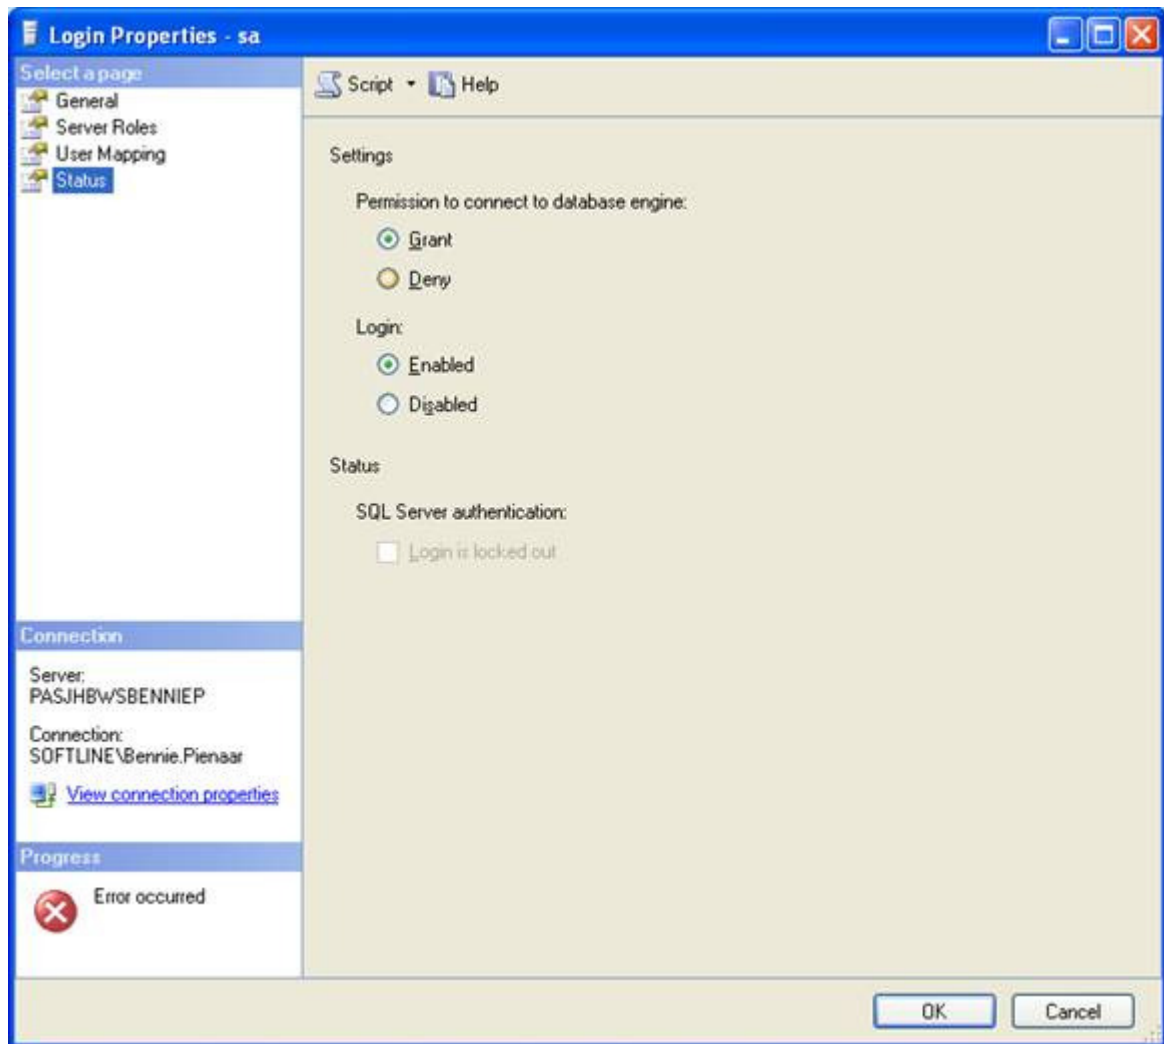 Login Properties - sa
Select a page
General
Server Roles
User Mapping
Status
Script
Help
Settings
Permission to connect to database engine:
Grant
Deny
Login:
Enabled
Disabled
Status
SQL Server authentication:
Login is locked out
Connection
Server:
PASJHBWSBENNIEP
Connection:
SOFTLINE\Bennie.Pienaar
View connection properties
Progress
Error occurred
OK
Cancel